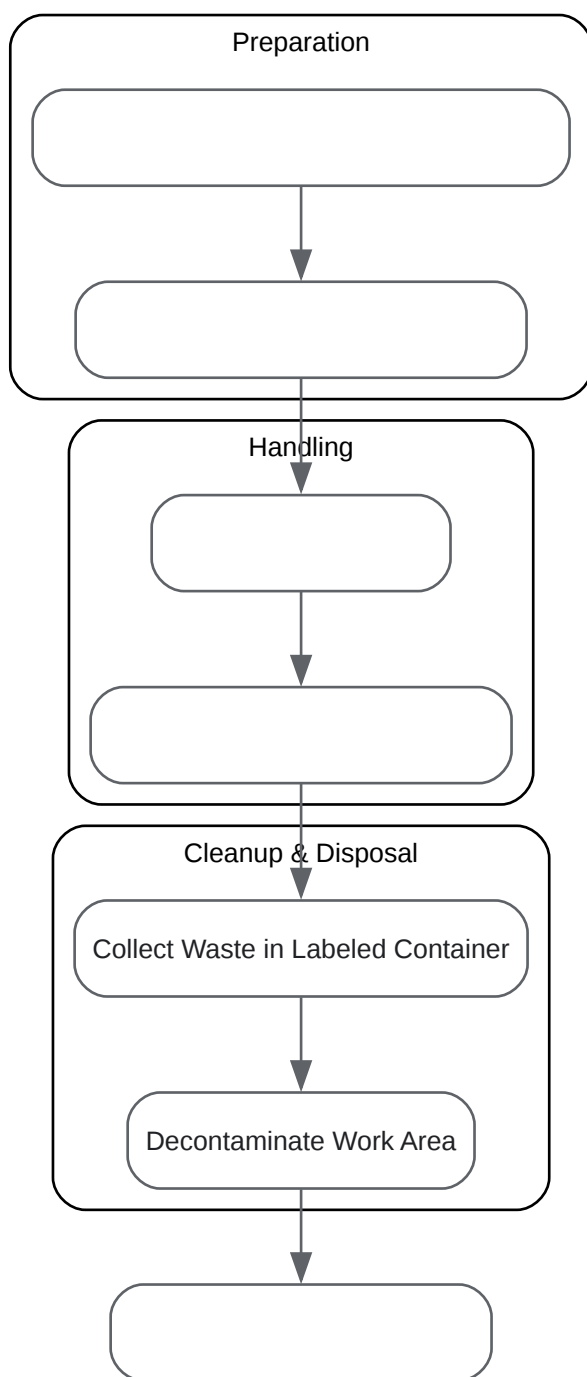 Preparation
Handling
Cleanup & Disposal
Collect Waste in Labeled Container
Decontaminate Work Area